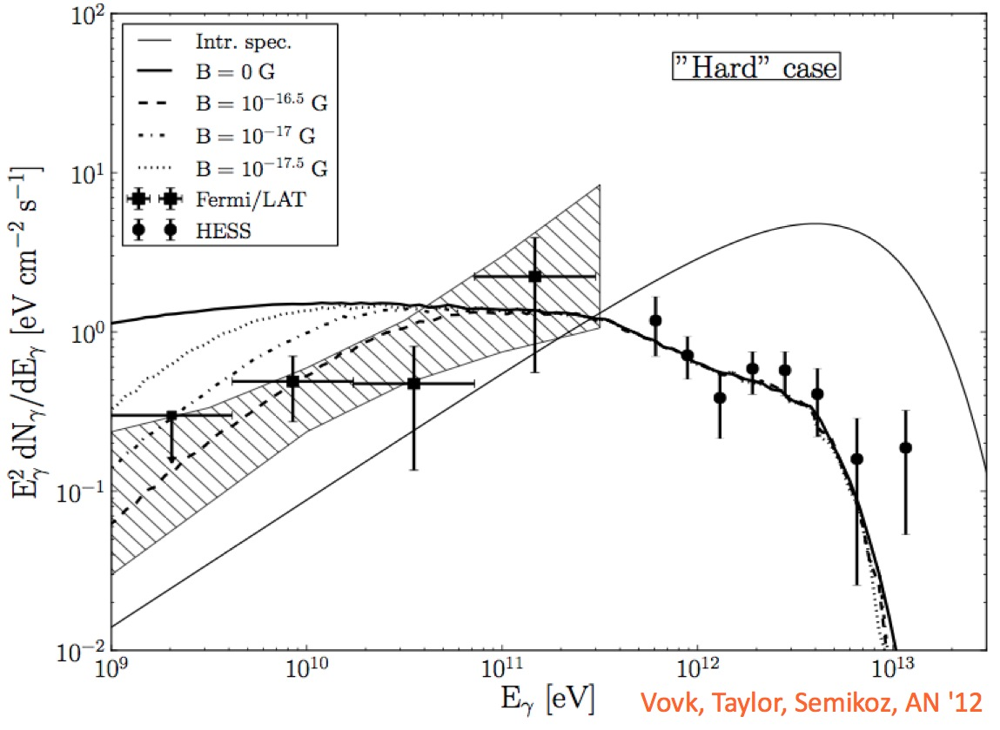 "Hard" case
Intr. spec.
B = 0 G
B = 10^−16.5 G
B = 10^−17 G
B = 10^−17.5 G
Fermi/LAT
HESS
E_γ^2 dN_γ/dE_γ [eV cm^−2 s^−1]
10^2
10^1
10^0
10^−1
10^−2
10^9 10^10 10^11 10^12 10^13
E_γ [eV]
Vovk, Taylor, Semikoz, AN '12